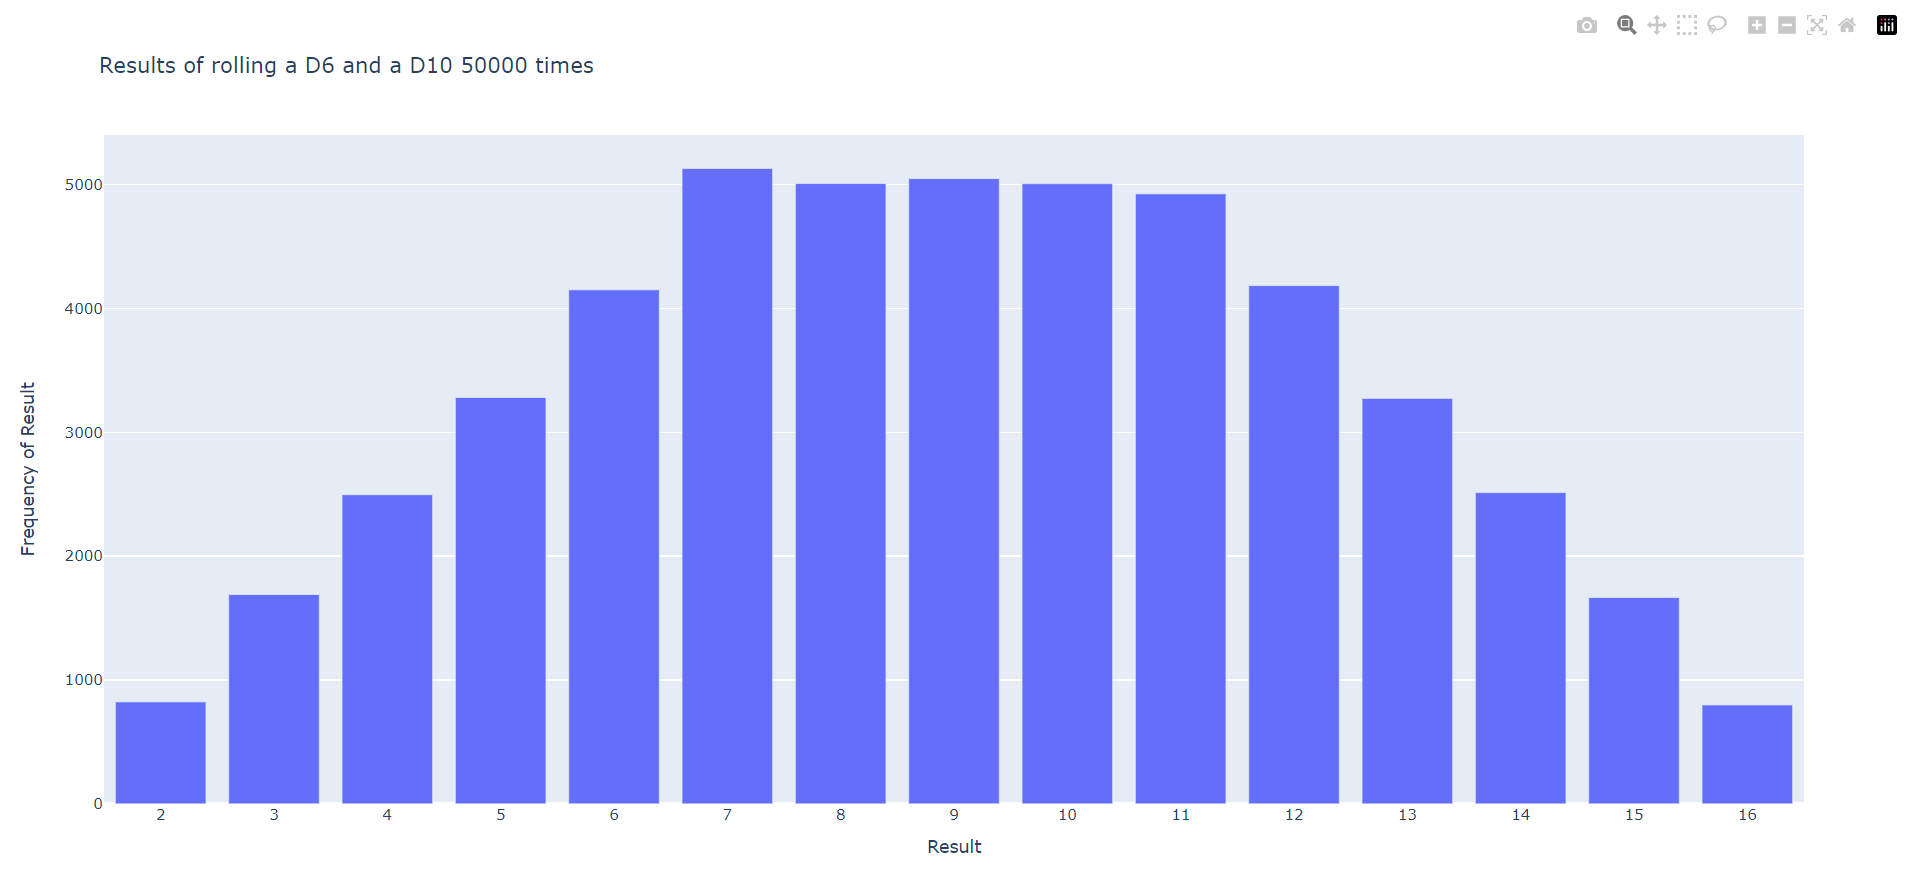 Results of rolling a D6 and a D10 50000 times
5000
4000
3000
2000
1000
0
Frequency of Result
2 3 4 5 6 7 8 9 10 11 12 13 14 15 16
Result